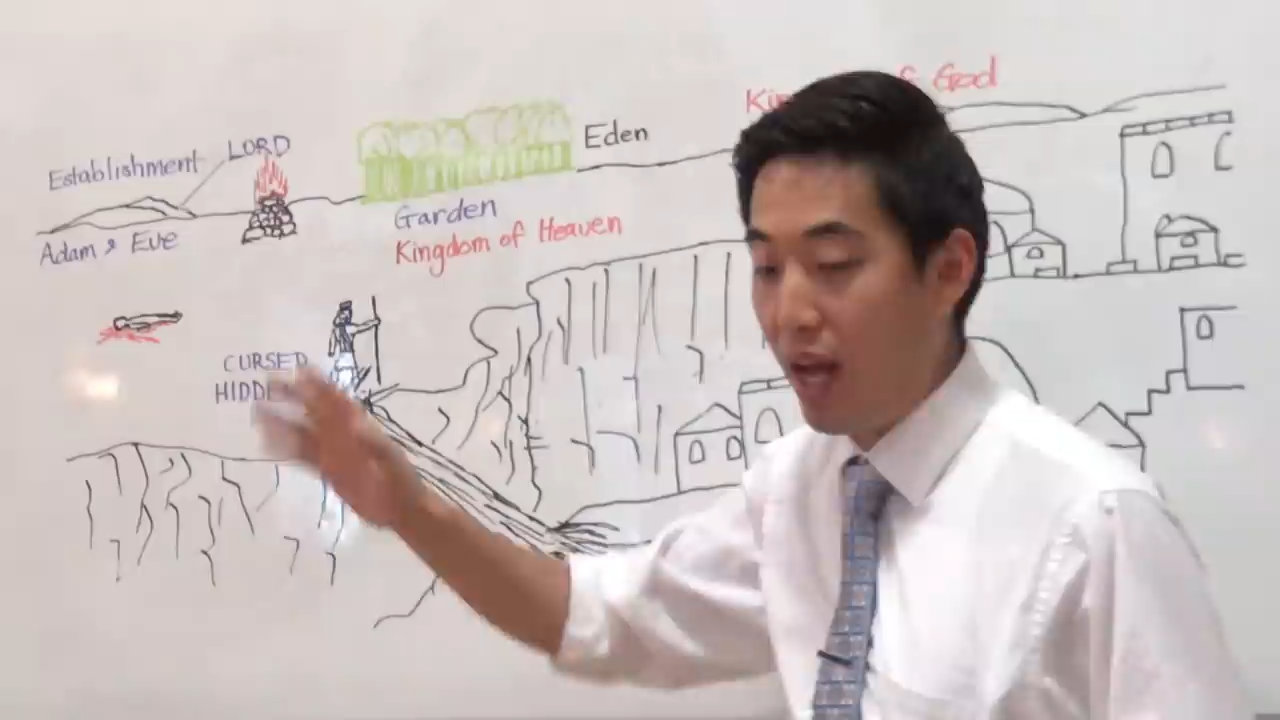 God
LORD
Eden
Establishment
Garden
Adam & Eve
Kingdom of Heaven
CURSED